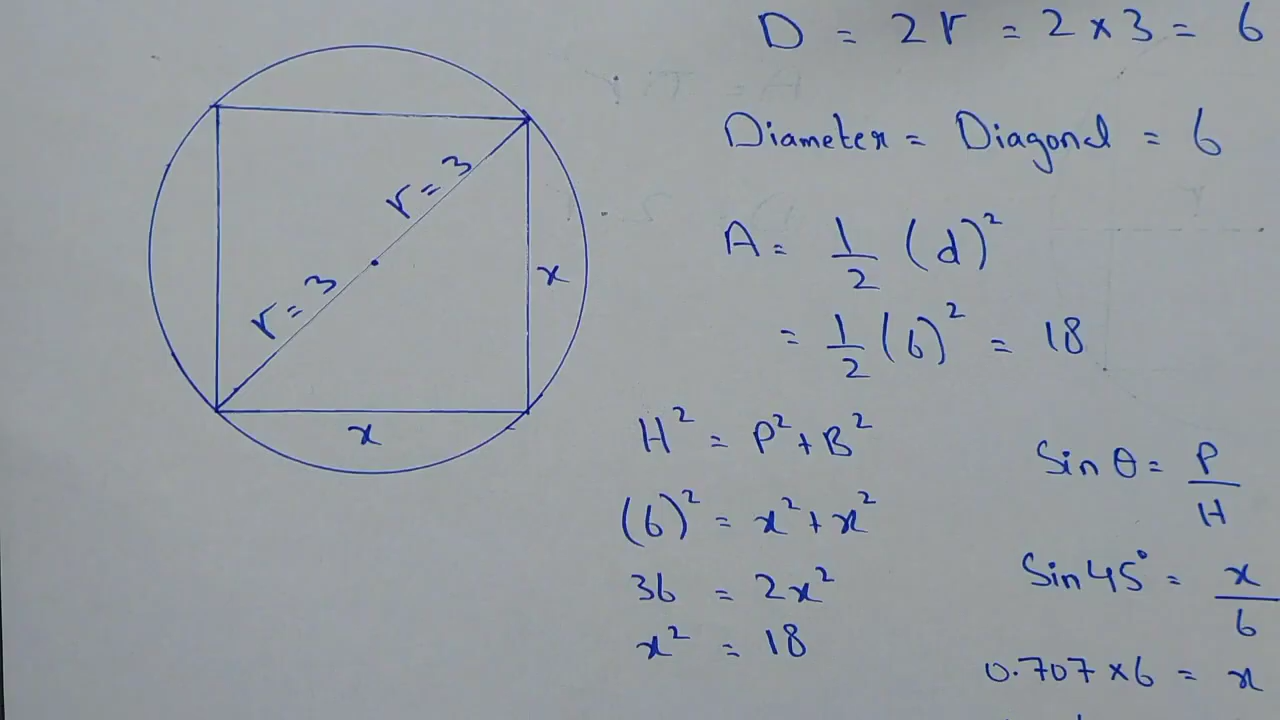 D = 2r = 2 × 3 = 6
Diameter = Diagonal = 6
r = 3
r = 3
x
x
A = 1/2 (d)²
= 1/2 (6)² = 18
H² = P² + B²
(6)² = x² + x²
36 = 2x²
x² = 18
Sin θ = P/H
Sin 45° = x/6
0.707 × 6 = x